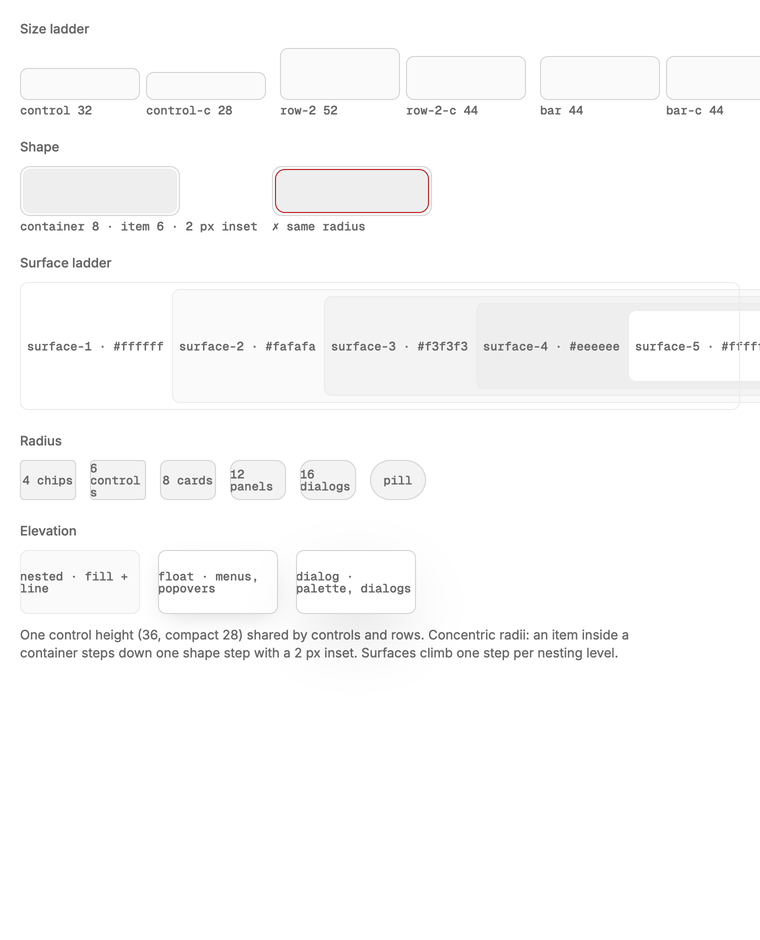 Size ladder
control 32
control-c 28
row-2 52
row-2-c 44
bar 44
bar-c 44
Shape
container 8 · item 6 · 2 px inset
✗ same radius
Surface ladder
surface-1 · #ffffff
surface-2 · #fafafa
surface-3 · #f3f3f3
surface-4 · #eeeeee
surface-5 ·
Radius
4 chips
6
control
s
8 cards
12
panels
16
dialogs
pill
Elevation
nested · fill +
line
float · menus,
popovers
dialog ·
palette, dialogs
One control height (36, compact 28) shared by controls and rows. Concentric radii: an item inside a
container steps down one shape step with a 2 px inset. Surfaces climb one step per nesting level.